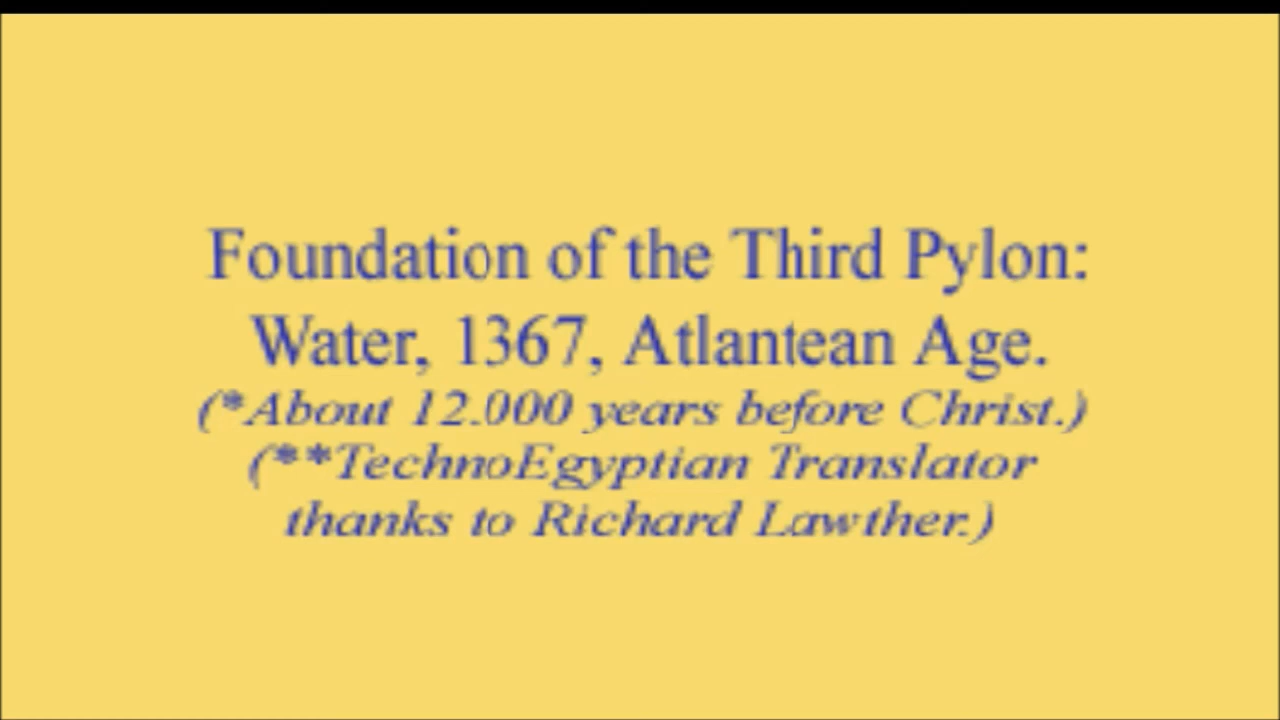 Foundation of the Third Pylon:
Water, 1367, Atlantean Age.
(*About 12.000 years before Christ.)
(**TechnoEgyptian Translator
thanks to Richard Lawther.)